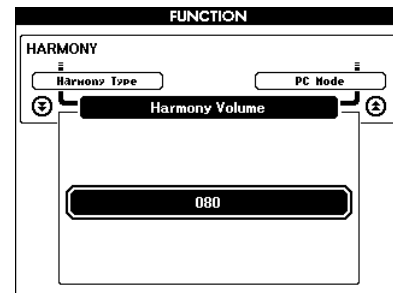 FUNCTION
HARMONY
Harmony Type PC Mode
Harmony Volume
080